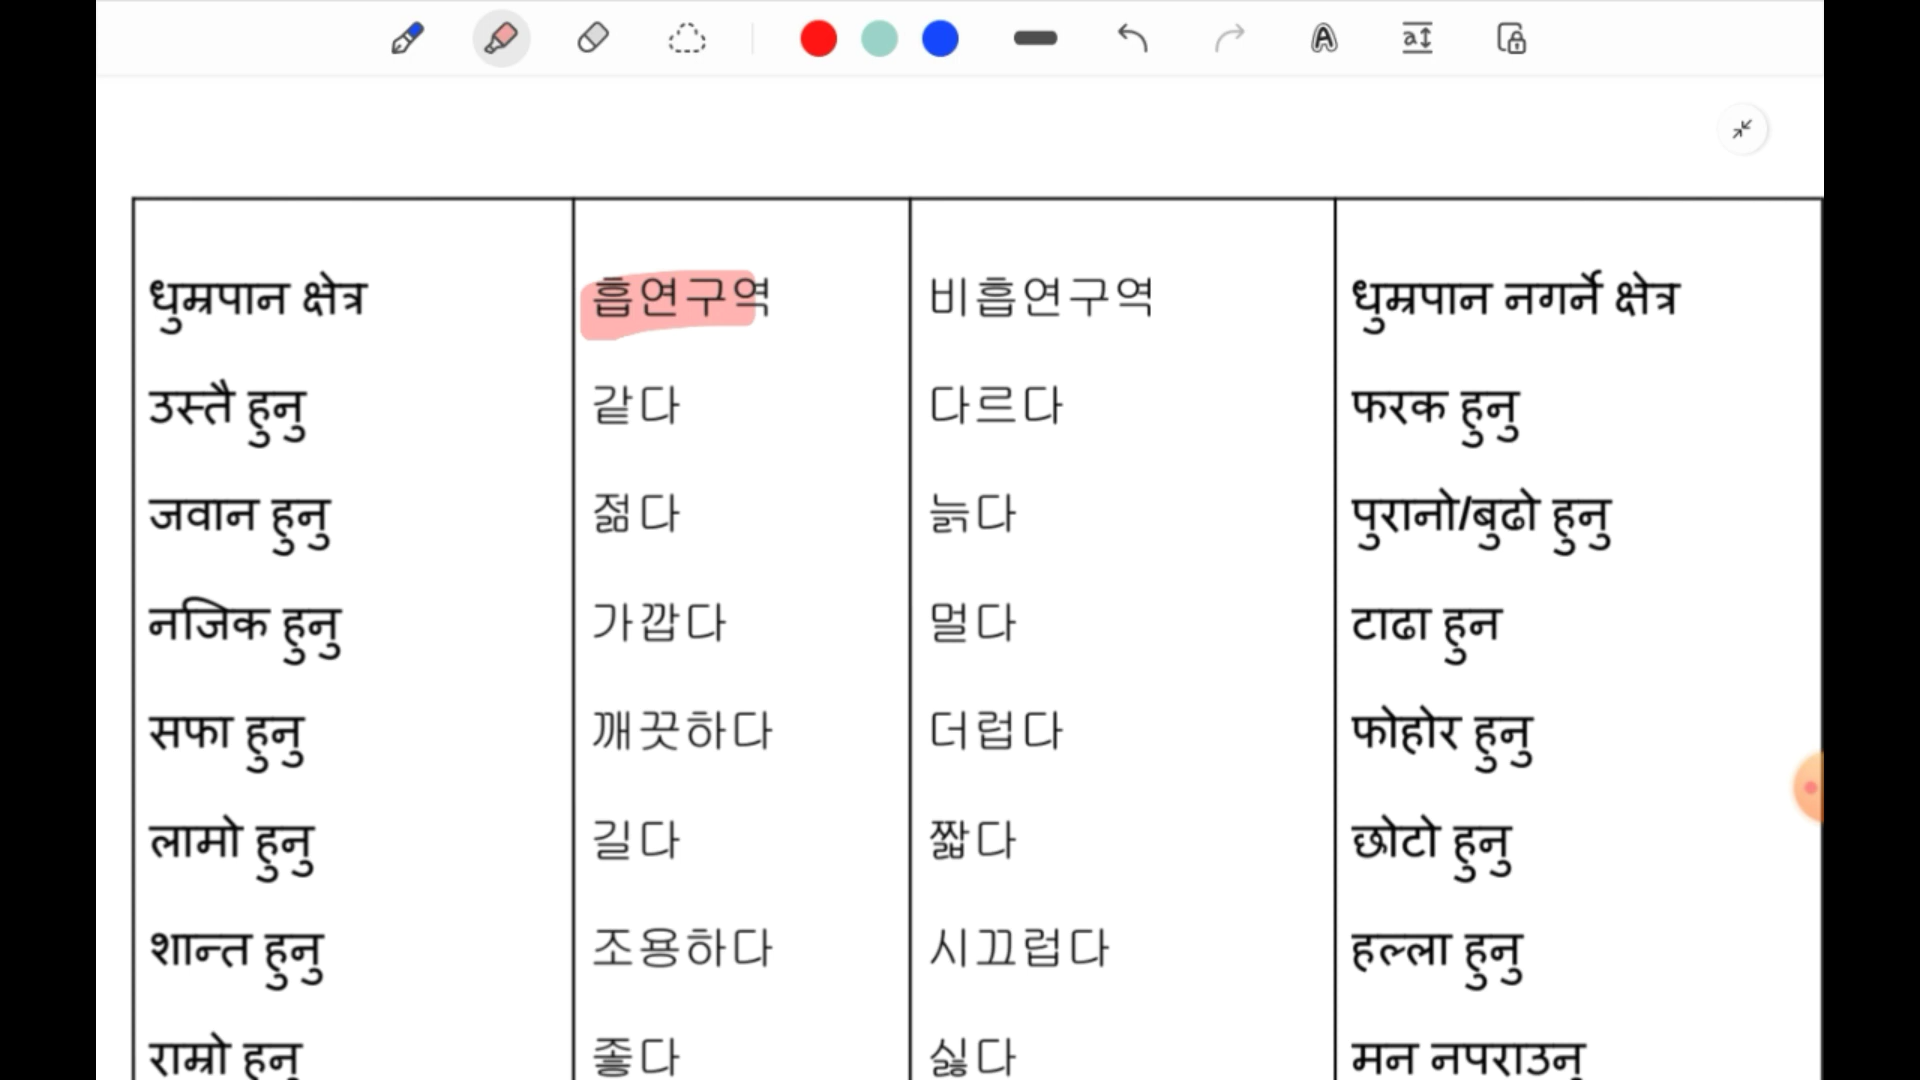 धुम्रपान क्षेत्र 흡연구역 비흡연구역 धुम्रपान नगर्ने क्षेत्र
उस्तै हुनु 같다 다르다 फरक हुनु
जवान हुनु 젊다 늙다 पुरानो/बुढो हुनु
नजिक हुनु 가깝다 멀다 टाढा हुन
सफा हुनु 깨끗하다 더럽다 फोहोर हुनु
लामो हुनु 길다 짧다 छोटो हुनु
शान्त हुनु 조용하다 시끄럽다 हल्ला हुनु
राम्रो हुनु 좋다 싫다 मन नपराउनु